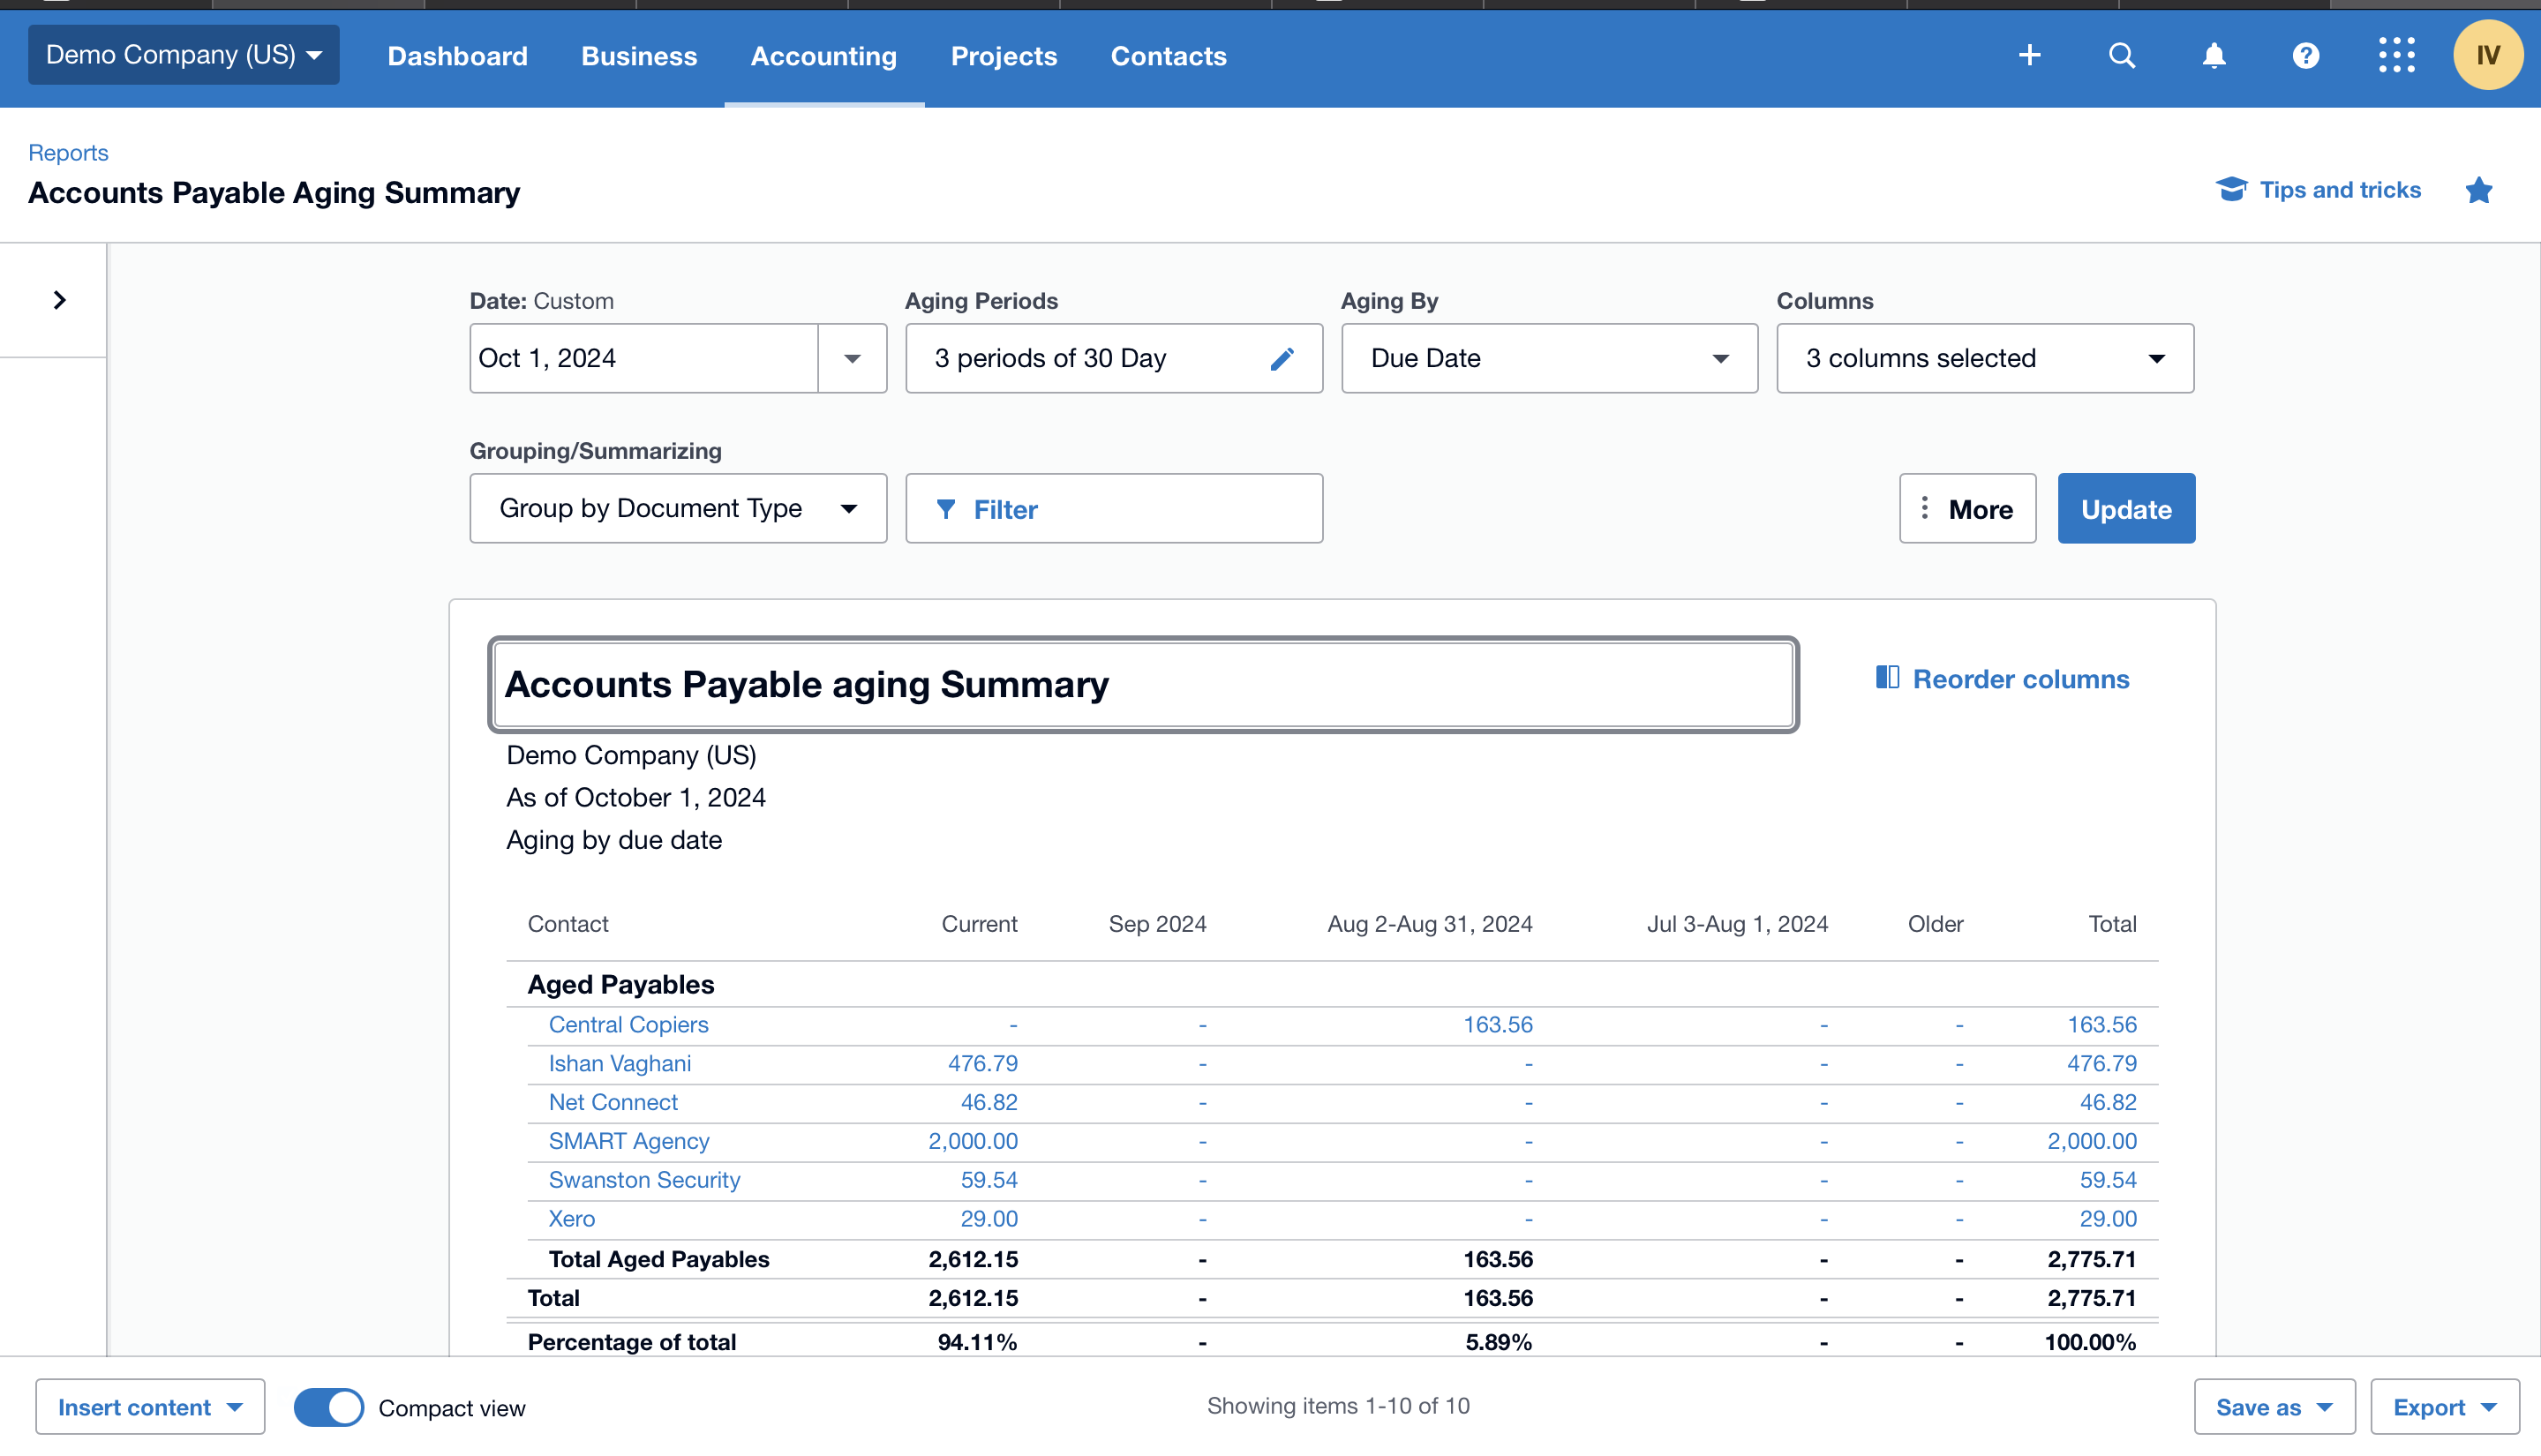 Demo Company (US) Dashboard Business Accounting Projects Contacts IV
Reports
Accounts Payable Aging Summary
Tips and tricks
Date: Custom Aging Periods Aging By Columns
Oct 1, 2024 3 periods of 30 Day Due Date 3 columns selected
Grouping/Summarizing
Group by Document Type Filter More Update
Accounts Payable aging Summary
Reorder columns
Demo Company (US)
As of October 1, 2024
Aging by due date
Contact Current Sep 2024 Aug 2-Aug 31, 2024 Jul 3-Aug 1, 2024 Older Total
Aged Payables
Central Copiers - - 163.56 - - 163.56
Ishan Vaghani 476.79 - - - - 476.79
Net Connect 46.82 - - - - 46.82
SMART Agency 2,000.00 - - - - 2,000.00
Swanston Security 59.54 - - - - 59.54
Xero 29.00 - - - - 29.00
Total Aged Payables 2,612.15 - 163.56 - - 2,775.71
Total 2,612.15 - 163.56 - - 2,775.71
Percentage of total 94.11% - 5.89% - - 100.00%
Insert content Compact view Showing items 1-10 of 10 Save as Export